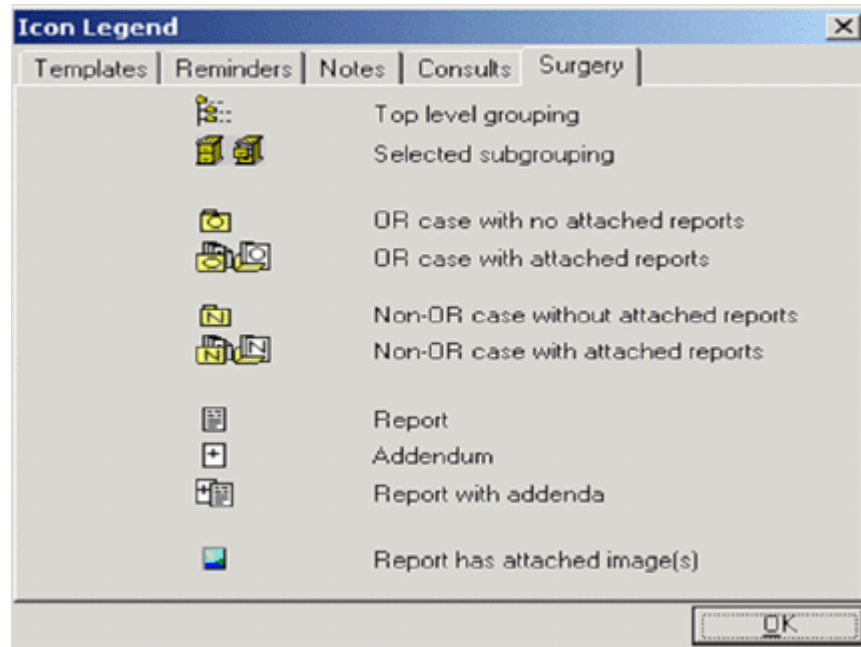 Icon Legend
Templates Reminders Notes Consults Surgery
Top level grouping
Selected subgrouping
OR case with no attached reports
OR case with attached reports
N Non-OR case without attached reports
N N Non-OR case with attached reports
Report
Addendum
Report with addenda
Report has attached image(s)
OK